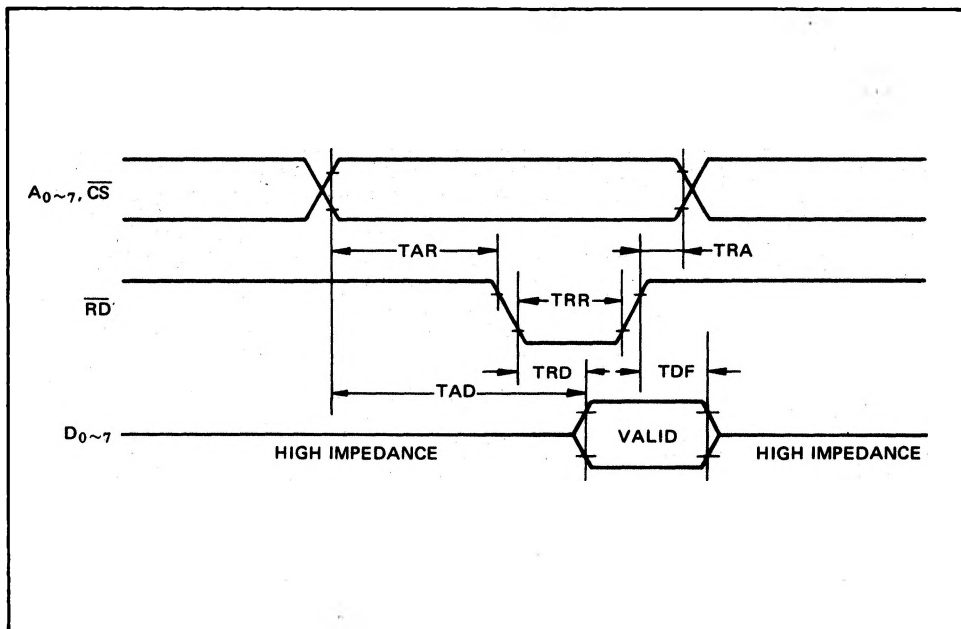 A0~7, CS
TAR
TRA
RD
TRR
TRD
TDF
TAD
D0~7
VALID
HIGH IMPEDANCE
HIGH IMPEDANCE